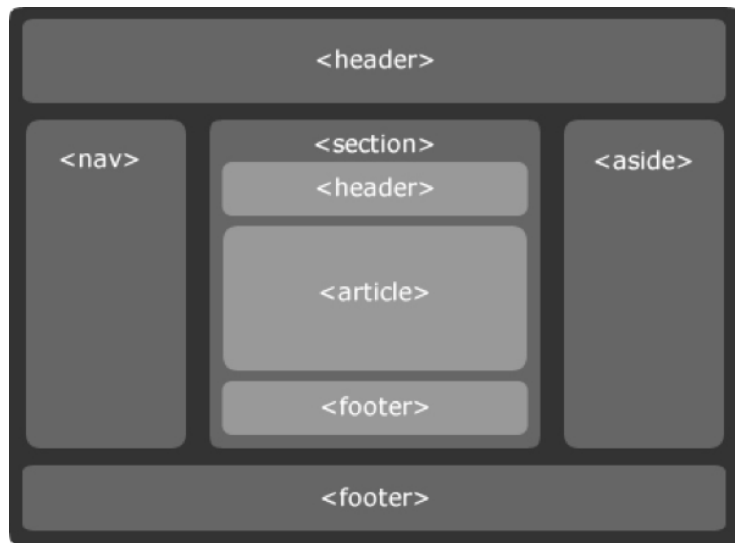 <header>
<nav>
<section>
<header>
<article>
<footer>
<aside>
<footer>